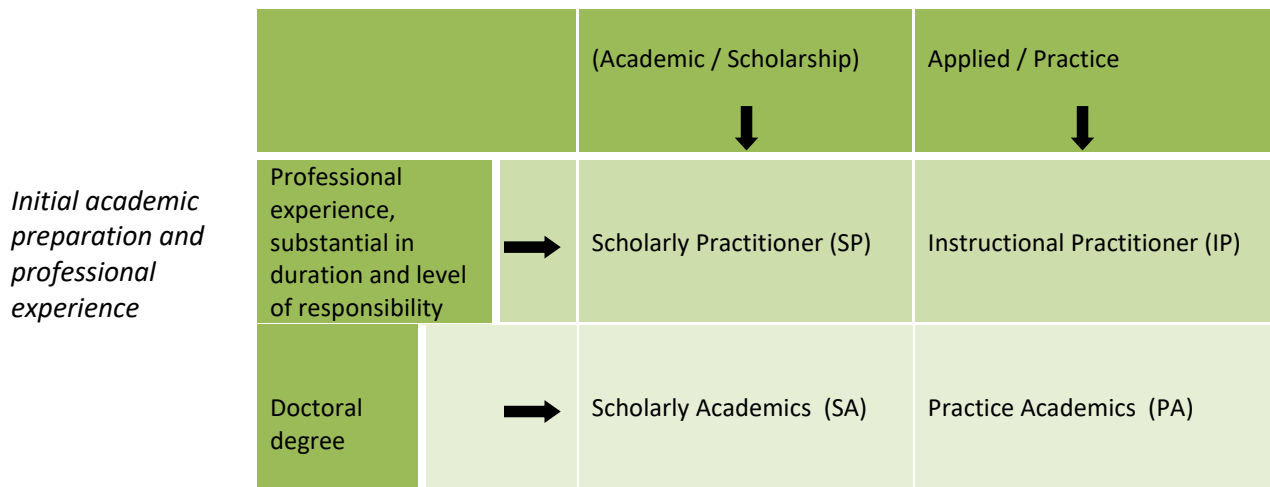 (Academic / Scholarship)
Applied / Practice
Initial academic
preparation and
professional
experience
Professional
experience,
substantial in
duration and level
of responsibility
Scholarly Practitioner (SP)
Instructional Practitioner (IP)
Doctoral
degree
Scholarly Academics  (SA)
Practice Academics  (PA)